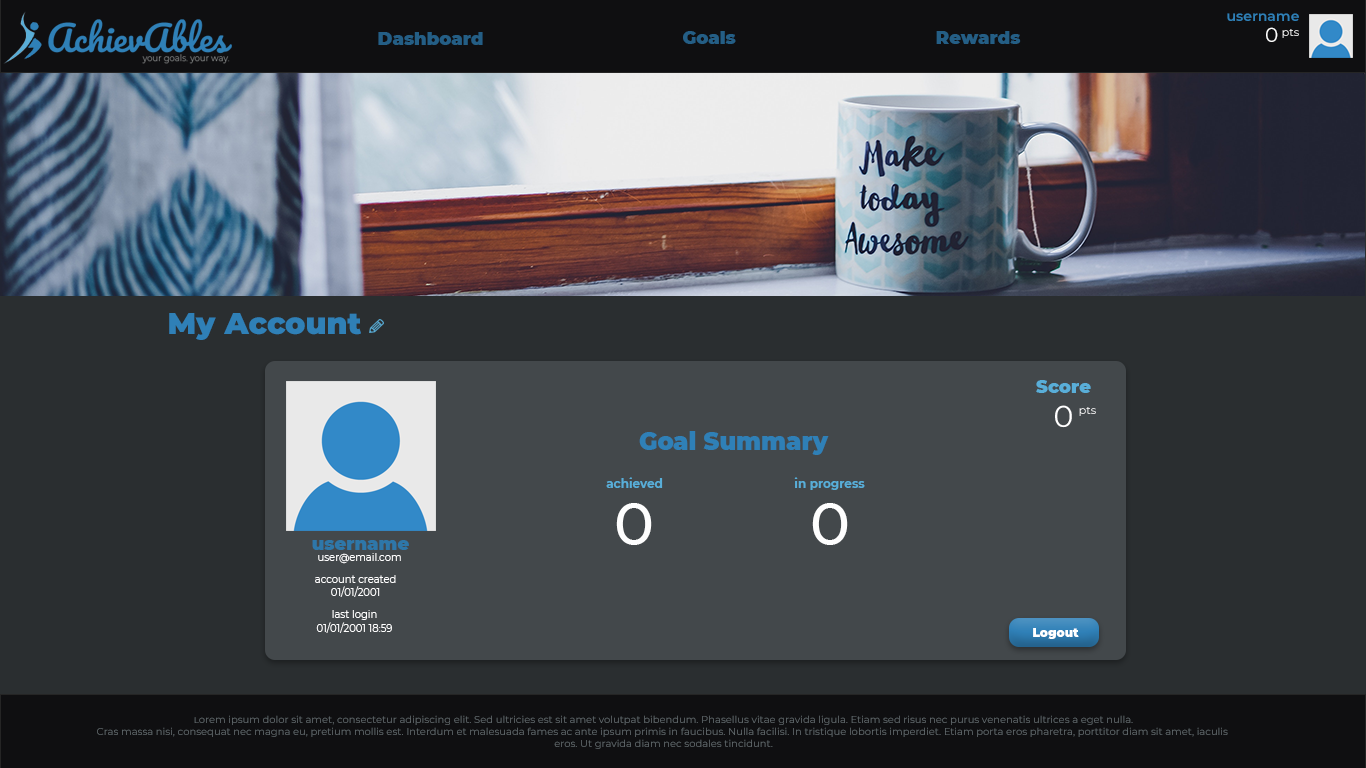 AchievAbles
your goals. your way.
Dashboard
Goals
Rewards
username
0 pts
Make
today
Awesome
My Account
Score
0 pts
Goal Summary
achieved
in progress
0
0
username
user@email.com
account created
01/01/2001
last login
01/01/2001 18:59
Logout
Lorem ipsum dolor sit amet, consectetur adipiscing elit. Sed ultricies est sit amet volutpat bibendum. Phasellus vitae gravida ligula. Etiam sed risus nec purus venenatis ultrices a eget nulla.
Cras massa nisi, consequat nec magna eu, pretium mollis est. Interdum et malesuada fames ac ante ipsum primis in faucibus. Nulla facilisi. In tristique lobortis imperdiet. Etiam porta eros pharetra, porttitor diam sit amet, iaculis
eros. Ut gravida diam nec sodales tincidunt.